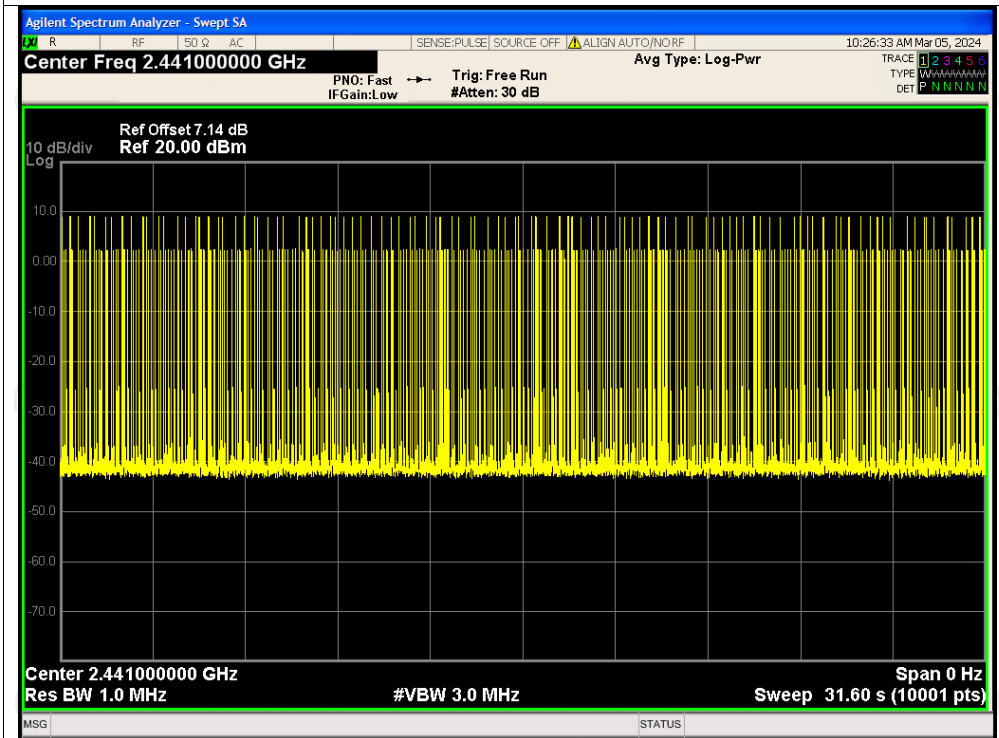 Agilent Spectrum Analyzer - Swept SA
LXI R RF 50 Ω AC SENSE:PULSE SOURCE OFF ALIGN AUTO/NO RF 10:26:33 AM Mar 05, 2024
Center Freq 2.441000000 GHz Avg Type: Log-Pwr TRACE 1 2 3 4 5 6
PNO: Fast Trig: Free Run TYPE W
IFGain:Low #Atten: 30 dB DET P N N N N N
Ref Offset 7.14 dB
10 dB/div Ref 20.00 dBm
Log
10.0
0.00
-10.0
-20.0
-30.0
-40.0
-50.0
-60.0
-70.0
Center 2.441000000 GHz Span 0 Hz
Res BW 1.0 MHz #VBW 3.0 MHz Sweep 31.60 s (10001 pts)
MSG STATUS